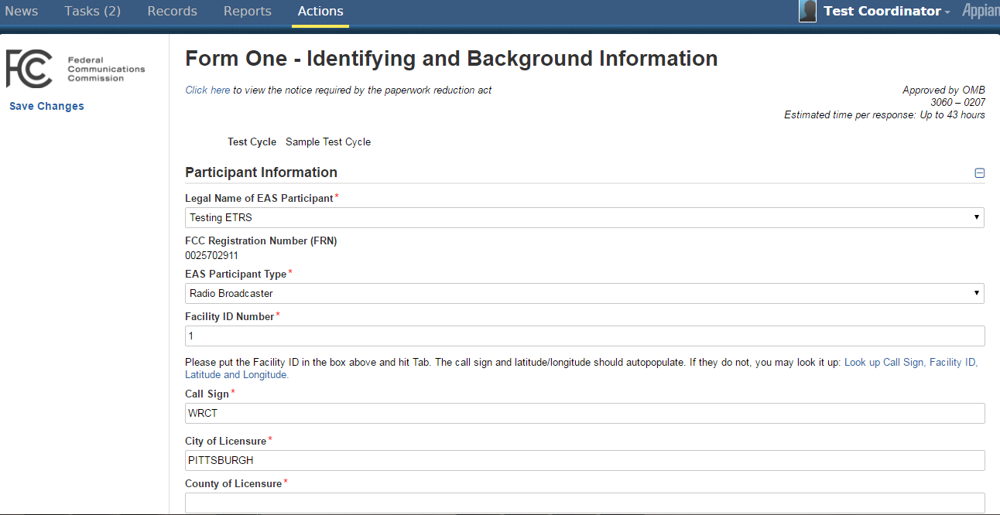 News Tasks (2) Records Reports Actions Test Coordinator Appian
FCC Federal
Communications
Commission
Save Changes
Form One - Identifying and Background Information
Click here to view the notice required by the paperwork reduction act
Approved by OMB
3060 – 0207
Estimated time per response: Up to 43 hours
Test Cycle Sample Test Cycle
Participant Information
Legal Name of EAS Participant*
Testing ETRS
FCC Registration Number (FRN)
0025702911
EAS Participant Type*
Radio Broadcaster
Facility ID Number*
1
Please put the Facility ID in the box above and hit Tab. The call sign and latitude/longitude should autopopulate. If they do not, you may look it up: Look up Call Sign, Facility ID,
Latitude and Longitude.
Call Sign*
WRCT
City of Licensure*
PITTSBURGH
County of Licensure*